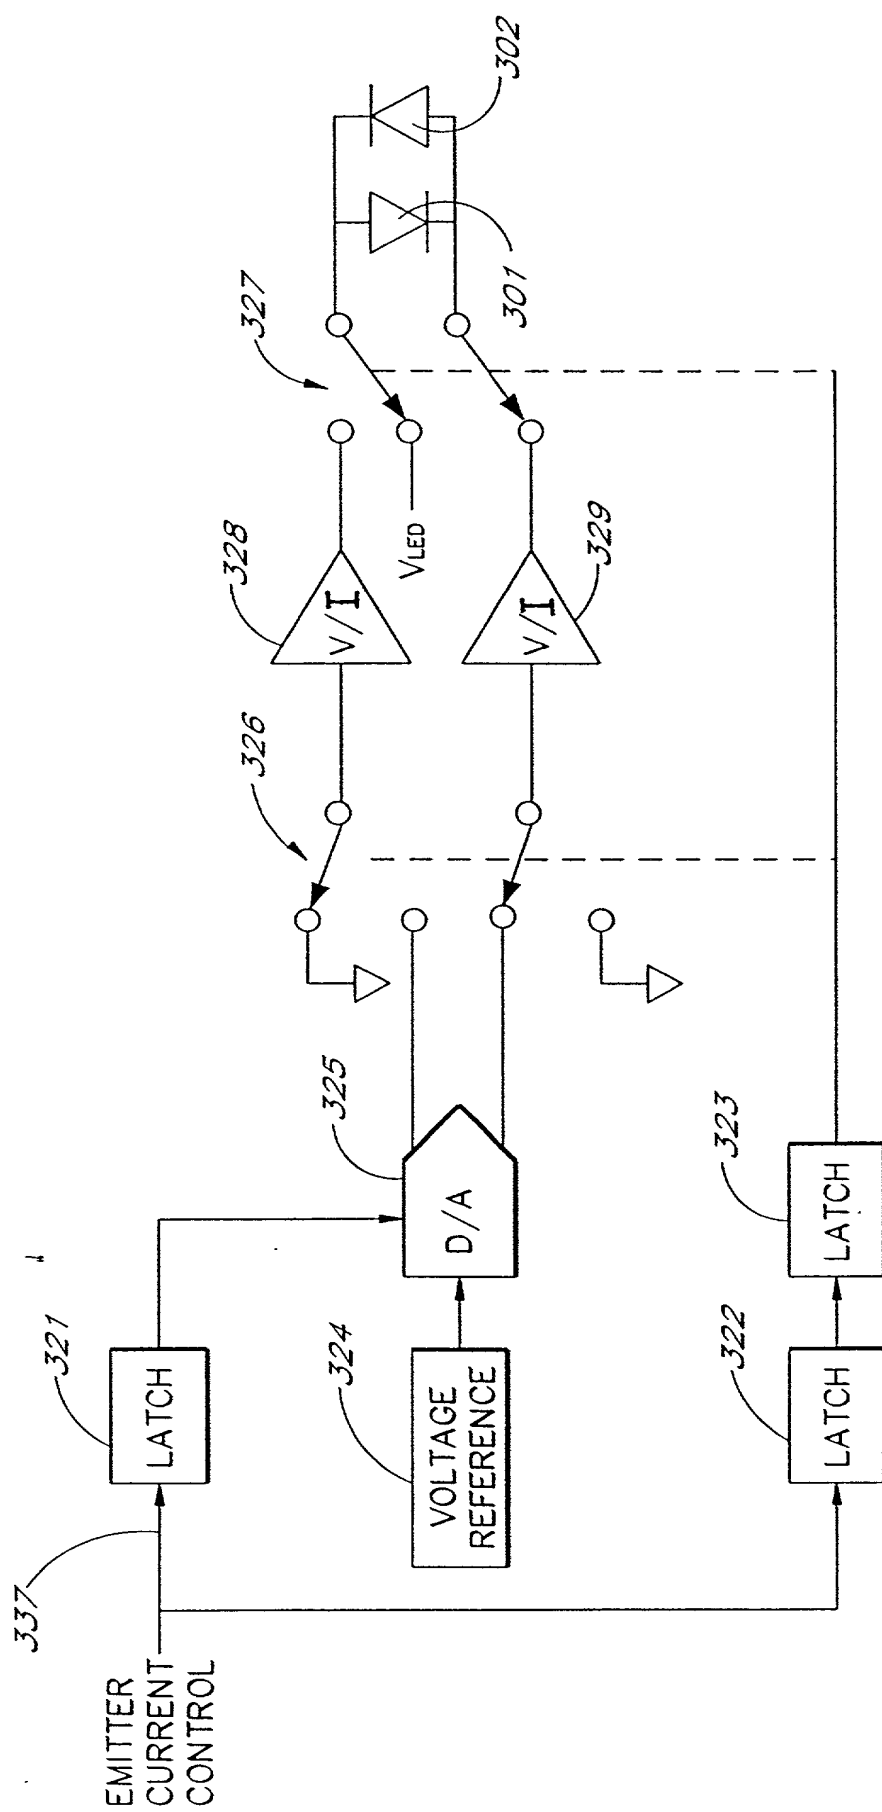 EMITTER
CURRENT
CONTROL
337
LATCH
321
VOLTAGE
REFERENCE
324
D/A
325
326
V/I
328
VLED
327
V/I
329
301
302
LATCH
322
LATCH
323